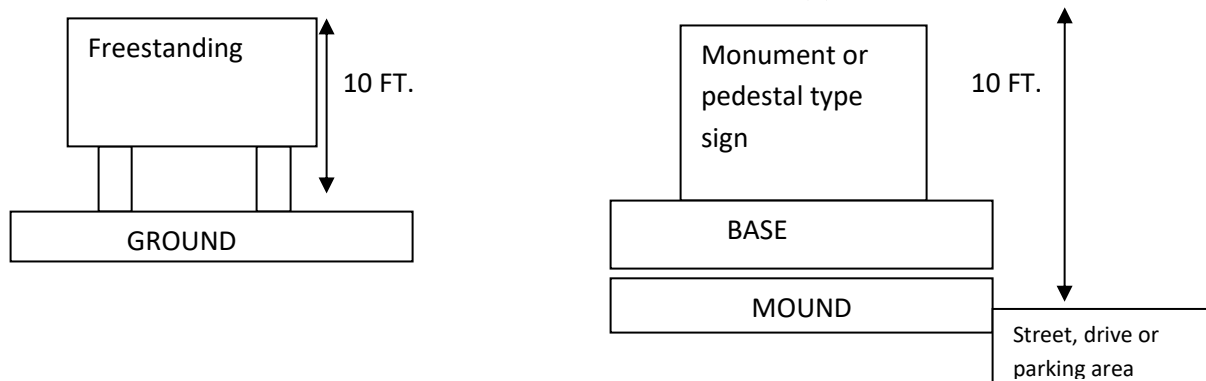 Freestanding
10 FT.
GROUND
Monument or
pedestal type
sign
10 FT.
BASE
MOUND
Street, drive or
parking area